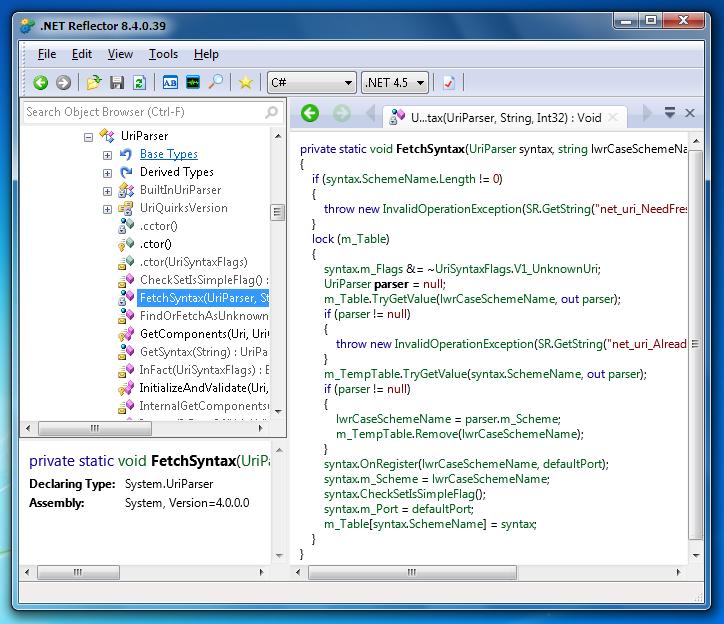 .NET Reflector 8.4.0.39
File Edit View Tools Help
C# .NET 4.5
Search Object Browser (Ctrl-F)
UriParser
Base Types
Derived Types
BuiltInUriParser
UriQuirksVersion
.cctor()
.ctor()
.ctor(UriSyntaxFlags)
CheckSetIsSimpleFlag() :
FetchSyntax(UriParser, St
FindOrFetchAsUnknown
GetComponents(Uri, Uri
GetSyntax(String) : UriPa
InFact(UriSyntaxFlags) :
InitializeAndValidate(Uri,
InternalGetComponents
private static void FetchSyntax(UriPa
Declaring Type: System.UriParser
Assembly: System, Version=4.0.0.0
U...tax(UriParser, String, Int32) : Void
private static void FetchSyntax(UriParser syntax, string lwrCaseSchemeNa
{
if (syntax.SchemeName.Length != 0)
{
throw new InvalidOperationException(SR.GetString("net_uri_NeedFres
}
lock (m_Table)
{
syntax.m_Flags &= ~UriSyntaxFlags.V1_UnknownUri;
UriParser parser = null;
m_Table.TryGetValue(lwrCaseSchemeName, out parser);
if (parser != null)
{
throw new InvalidOperationException(SR.GetString("net_uri_Alread
}
m_TempTable.TryGetValue(syntax.SchemeName, out parser);
if (parser != null)
{
lwrCaseSchemeName = parser.m_Scheme;
m_TempTable.Remove(lwrCaseSchemeName);
}
syntax.OnRegister(lwrCaseSchemeName, defaultPort);
syntax.m_Scheme = lwrCaseSchemeName;
syntax.CheckSetIsSimpleFlag();
syntax.m_Port = defaultPort;
m_Table[syntax.SchemeName] = syntax;
}
}